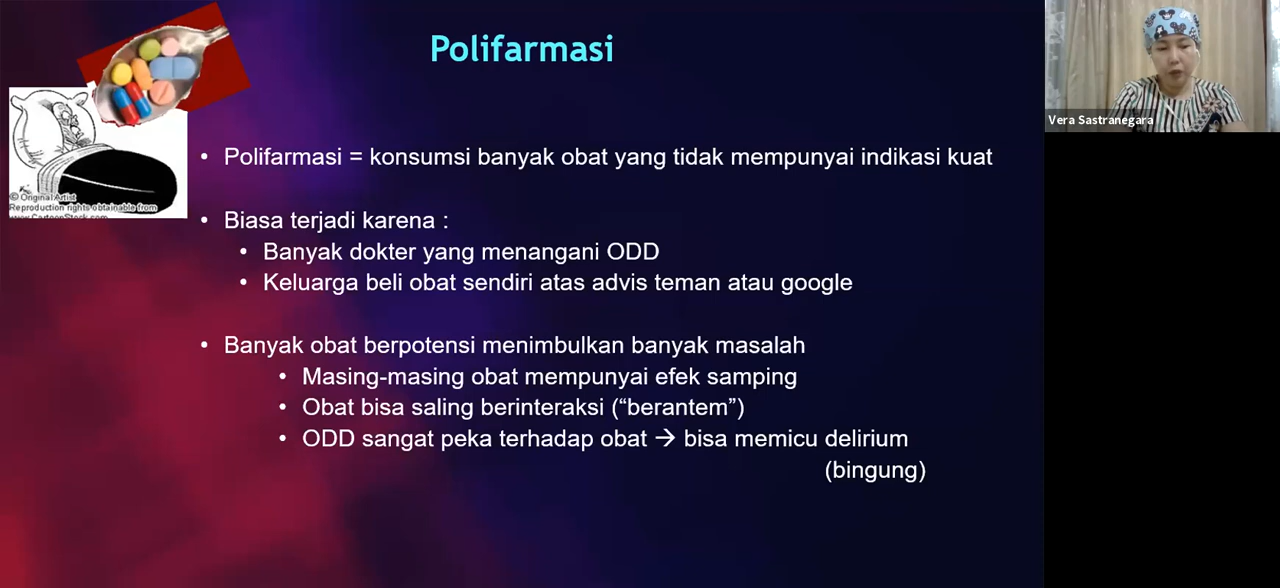 Polifarmasi
© Original Artist
Reproduction rights obtainable from
www.CartoonStock.com
• Polifarmasi = konsumsi banyak obat yang tidak mempunyai indikasi kuat
• Biasa terjadi karena :
• Banyak dokter yang menangani ODD
• Keluarga beli obat sendiri atas advis teman atau google
• Banyak obat berpotensi menimbulkan banyak masalah
• Masing-masing obat mempunyai efek samping
• Obat bisa saling berinteraksi (“berantem”)
• ODD sangat peka terhadap obat → bisa memicu delirium
(bingung)
Vera Sastranegara